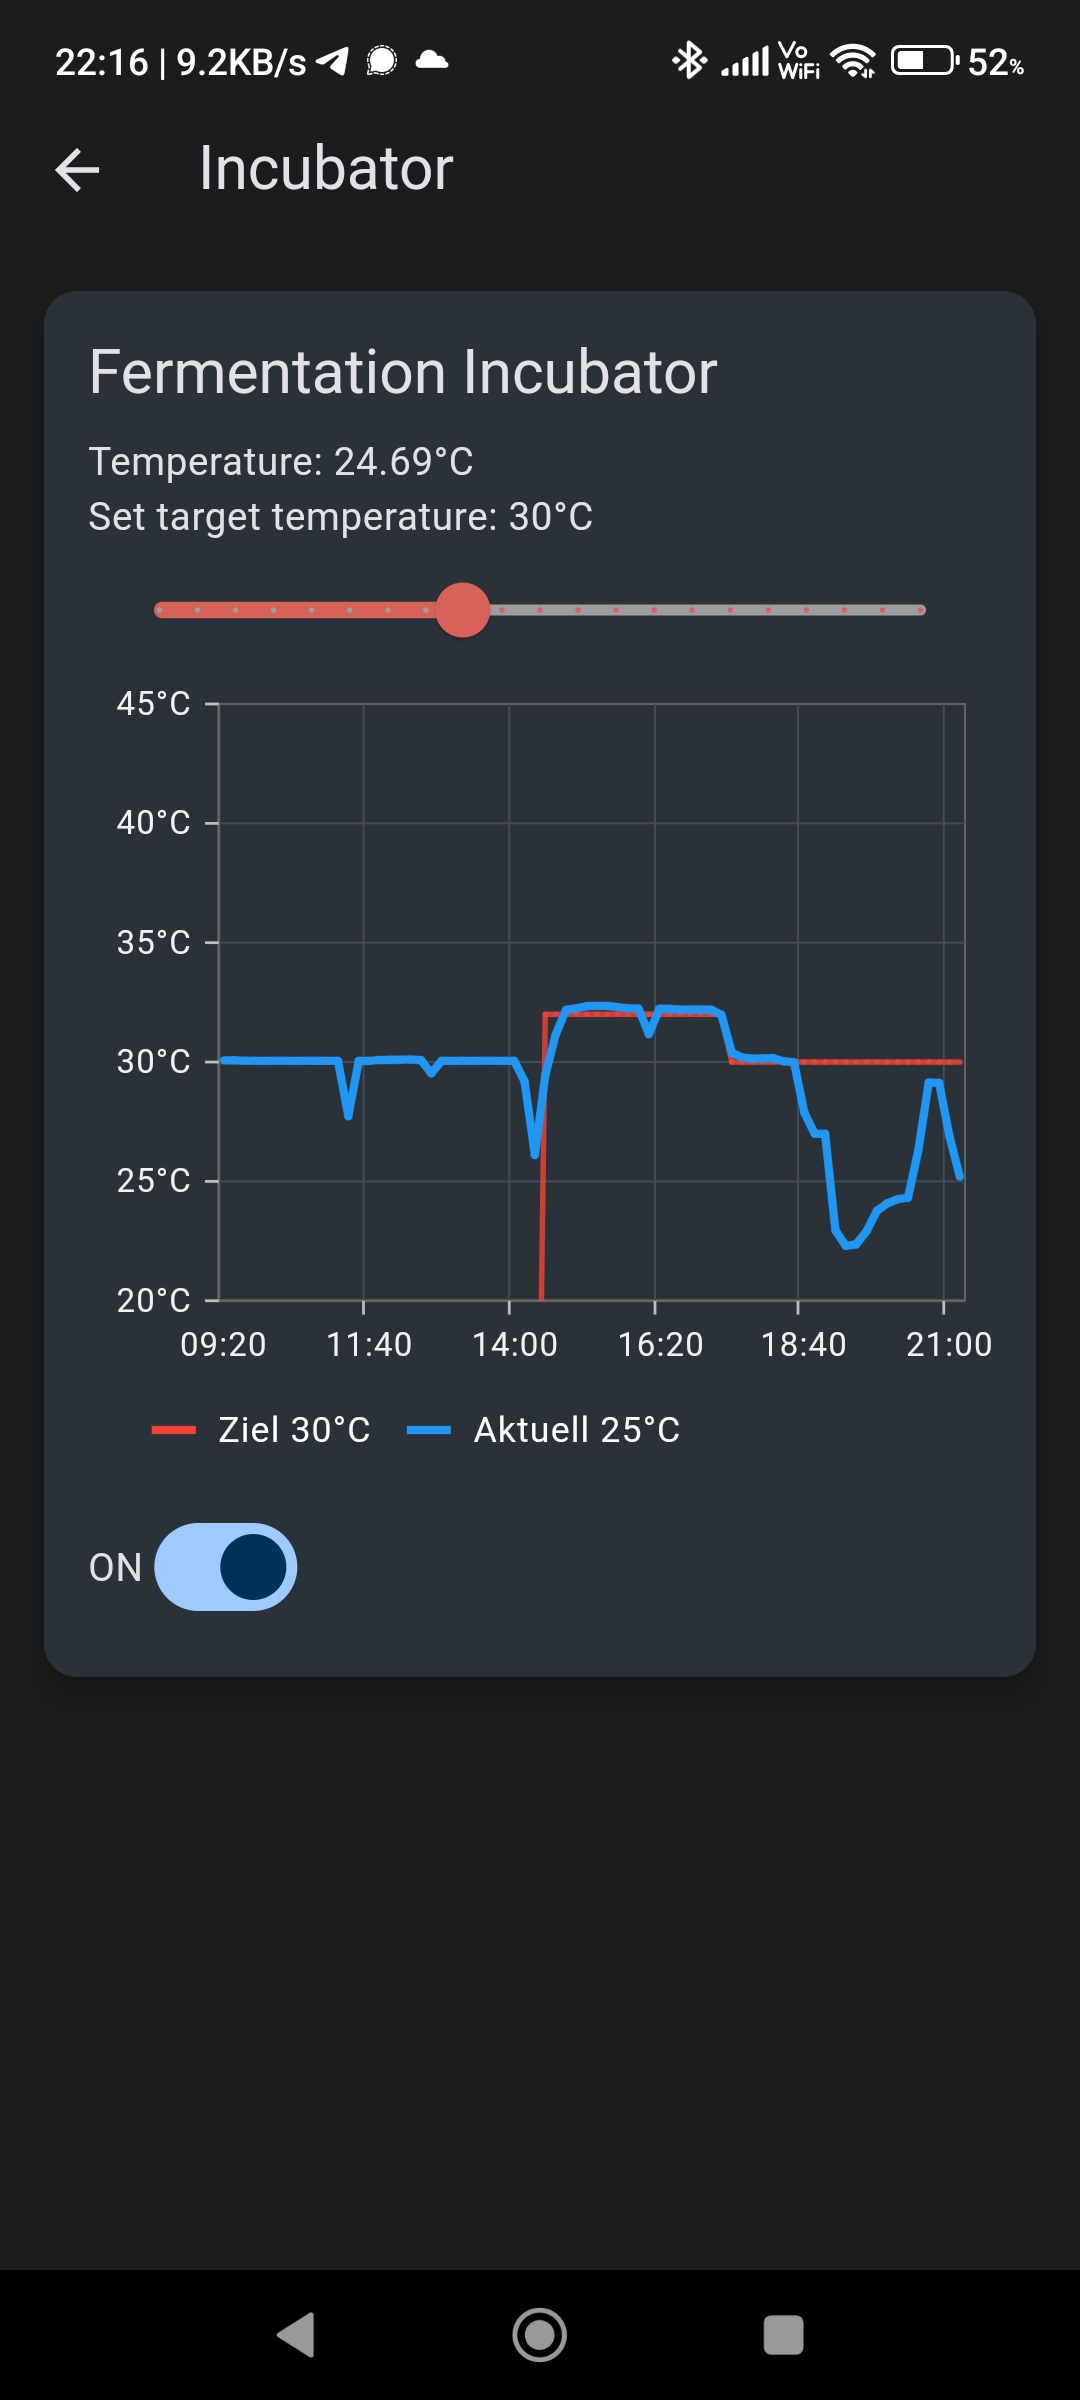 22:16 | 9.2KB/s Vo WiFi 52%
Incubator
Fermentation Incubator
Temperature: 24.69°C
Set target temperature: 30°C
45°C
40°C
35°C
30°C
25°C
20°C
09:20 11:40 14:00 16:20 18:40 21:00
Ziel 30°C Aktuell 25°C
ON